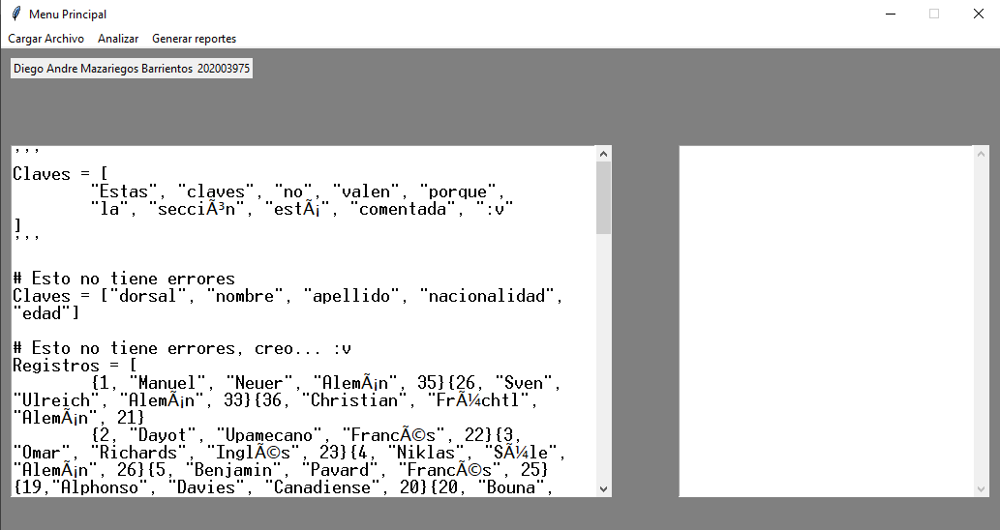 Menu Principal
Cargar Archivo Analizar Generar reportes
Diego Andre Mazariegos Barrientos 202003975
'''
Claves = [
"Estas", "claves", "no", "valen", "porque",
"la", "secciÃ³n", "estÃ¡", "comentada", ":v"
]
'''
# Esto no tiene errores
Claves = ["dorsal", "nombre", "apellido", "nacionalidad",
"edad"]
# Esto no tiene errores, creo... :v
Registros = [
{1, "Manuel", "Neuer", "AlemÃ¡n", 35}{26, "Sven",
"Ulreich", "AlemÃ¡n", 33}{36, "Christian", "FrÃ¼chtl",
"AlemÃ¡n", 21}
{2, "Dayot", "Upamecano", "FrancÃ©s", 22}{3,
"Omar", "Richards", "InglÃ©s", 23}{4, "Niklas", "SÃ¼le",
"AlemÃ¡n", 26}{5, "Benjamin", "Pavard", "FrancÃ©s", 25}
{19,"Alphonso", "Davies", "Canadiense", 20}{20, "Bouna",